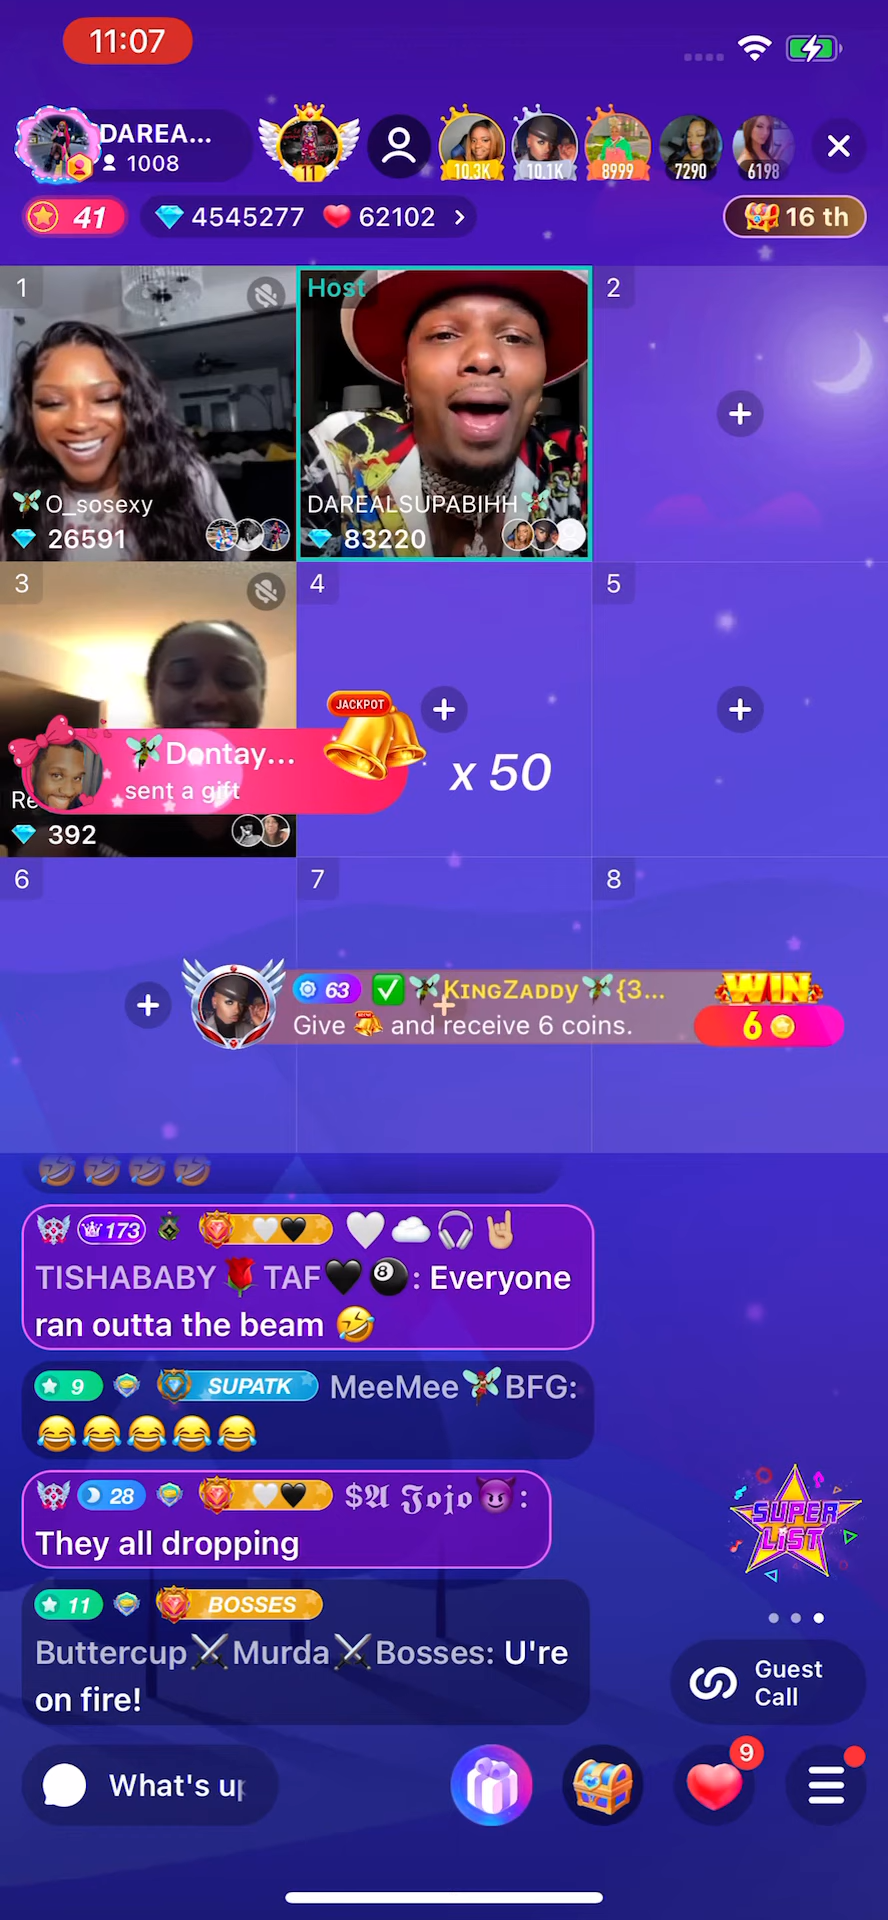 11:07
DAREA...
1008
11
10.3K
10.1K
8999
7290
6198
41
4545277
62102
16 th
1
Host
2
O_sosexy
26591
DAREALSUPABIHH
83220
3
4
5
JACKPOT
Dontay...
sent a gift
x 50
Re
392
6
7
8
63 ✅ KɪɴɢZᴀᴅᴅʏ {3...
Give and receive 6 coins.
WIN
6
🤣🤣🤣🤣
173 🤍🖤 🤍☁️🎧🤘🏼
TISHABABY🌹TAF🖤🎱: Everyone
ran outta the beam 🤣
9 SUPATK MeeMee BFG:
😂😂😂😂😂
28 🤍🖤 $𝕬 𝕵𝖔𝖏𝖔😈:
They all dropping
11 BOSSES
Buttercup⚔️Murda⚔️Bosses: U're
on fire!
SUPER
LIST
Guest
Call
What's up
9